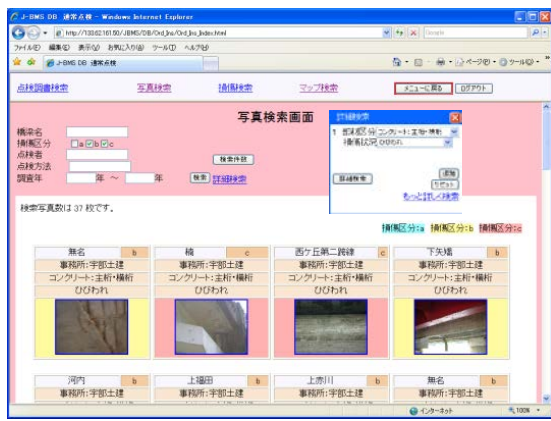 J-BMS DB 通常点検 - Windows Internet Explorer
Google
ファイル(F) 編集(E) 表示(V) お気に入り(A) ツール(T) ヘルプ(H)
J-BMS DB 通常点検
ページ(P) ツール(O)
点検調書検索 写真検索 損傷検索 マップ検索 メニューに戻る ログアウト
写真検索画面
詳細検索
橋梁名
損傷区分 a b c
点検者
点検方法
調査年 年 ~ 年
検索件数
検索 詳細検索
1 部材区分 コンクリート:主桁・横桁
損傷状況 ひびわれ
追加
詳細検索 リセット
もっと詳しく検索
検索写真数は 37 枚です。
損傷区分:a 損傷区分:b 損傷区分:c
無名 b 楠 c 西ケ丘第二跨線 c 下矢橋 b
事務所:宇部土建 事務所:宇部土建 事務所:宇部土建 事務所:宇部土建
コンクリート:主桁・横桁 コンクリート:主桁・横桁 コンクリート:主桁・横桁 コンクリート:主桁・横桁
ひびわれ ひびわれ ひびわれ ひびわれ
河内 b 上福田 b 上赤川 b 無名 b
事務所:宇部土建 事務所:宇部土建 事務所:宇部土建 事務所:宇部土建
インターネット 100%